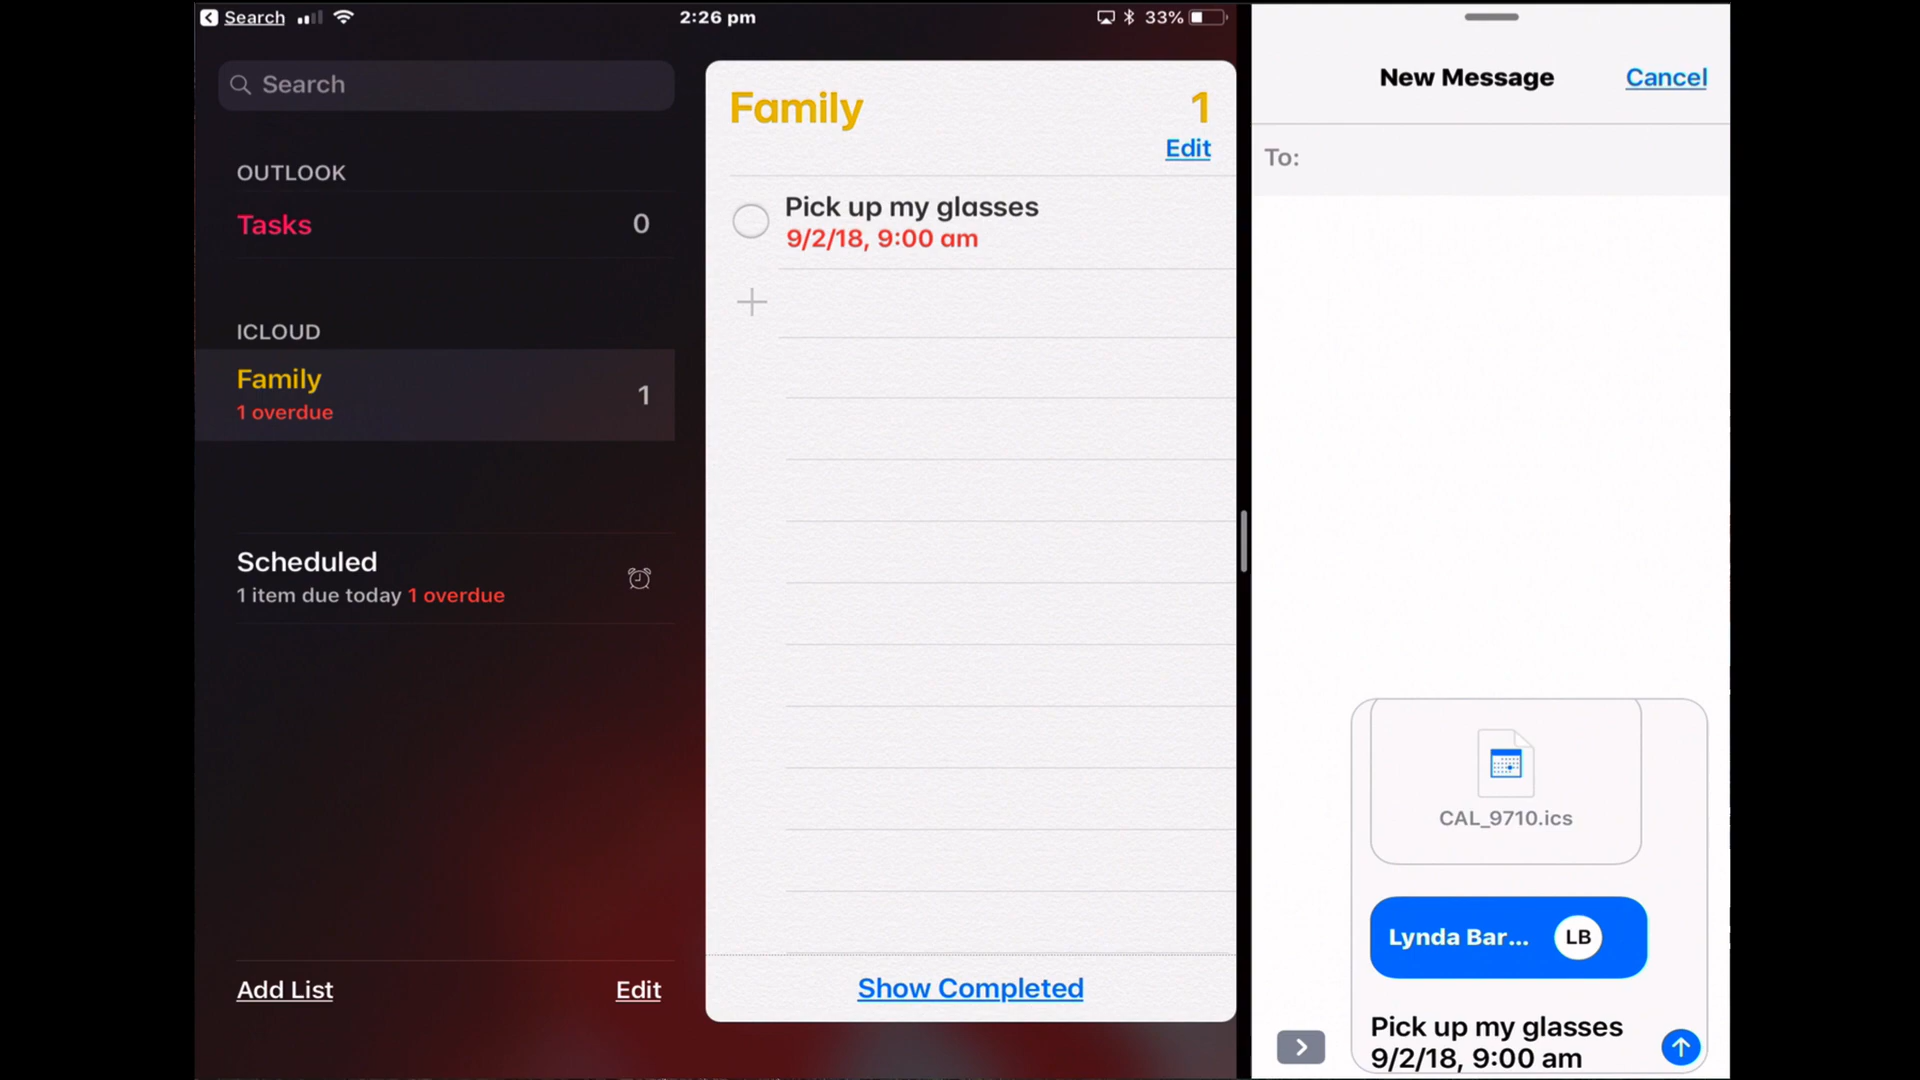 Search
2:26 pm
33%
Search
OUTLOOK
Tasks
0
ICLOUD
Family
1 overdue
1
Scheduled
1 item due today 1 overdue
Add List
Edit
Family
1
Edit
Pick up my glasses
9/2/18, 9:00 am
Show Completed
New Message
Cancel
To:
CAL_9710.ics
Lynda Bar...
LB
Pick up my glasses
9/2/18, 9:00 am